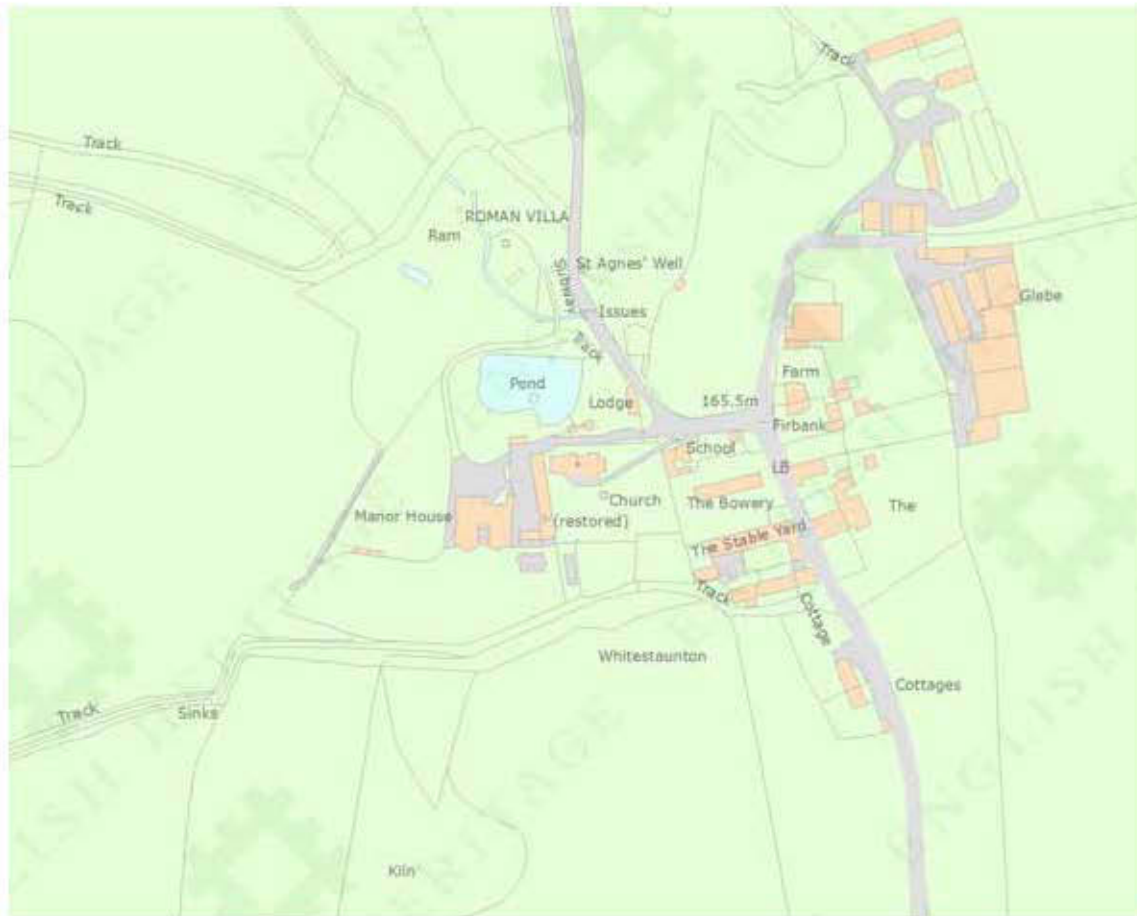 Track
Track
Track
ROMAN VILLA
Ram
St Agnes' Well
Subway
Glebe
Issues
Track
Pond
Farm
Lodge
165.5m
Firbank
School
LB
Church
The Bowery
The
Manor House
(restored)
The Stable Yard
Track
Cottage
Whitestaunton
Cottages
Track
Sinks
Kiln
ENGLISH HERITAGE